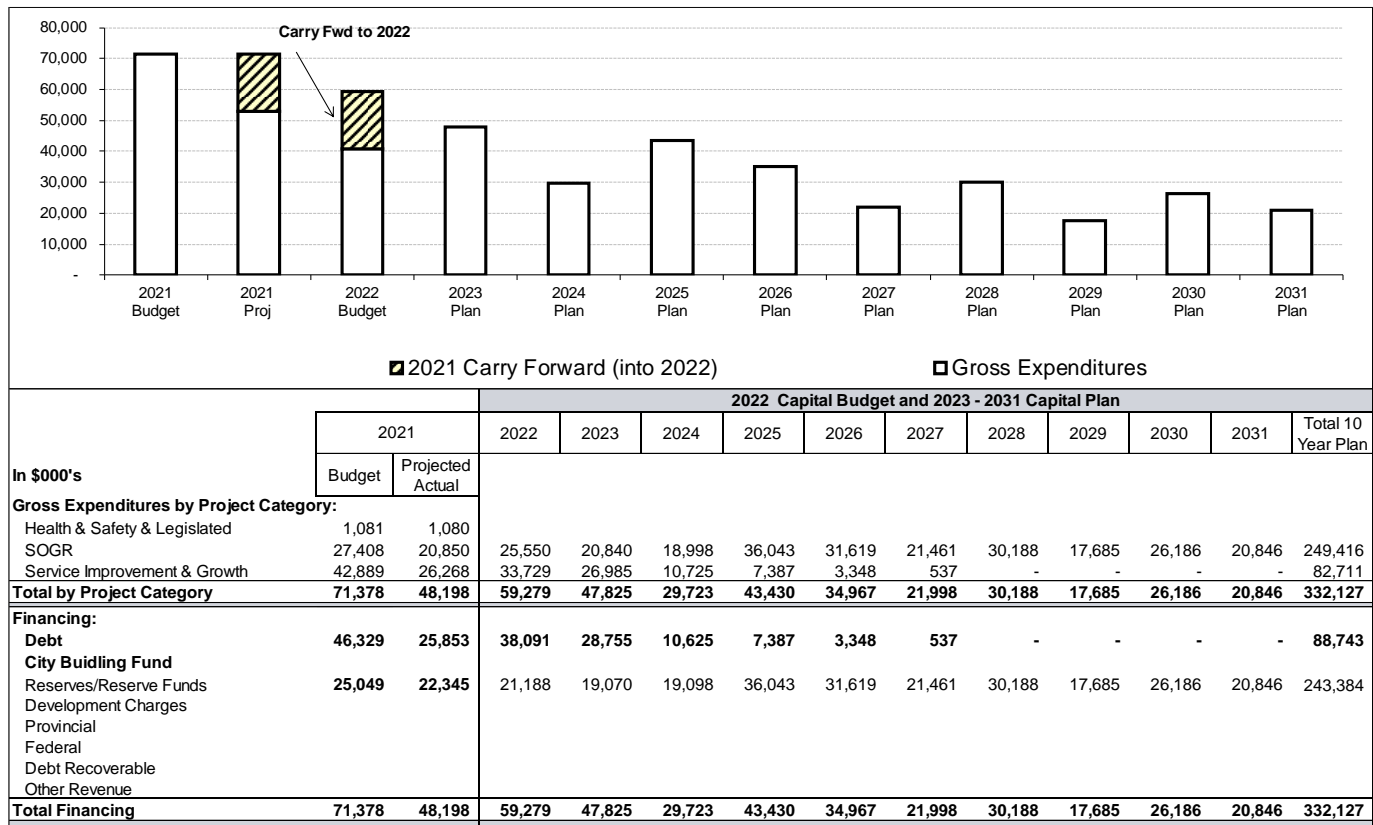 80,000
70,000
60,000
50,000
40,000
30,000
20,000
10,000
-
Carry Fwd to 2022
2021 2021 2022 2023 2024 2025 2026 2027 2028 2029 2030 2031
Budget Proj Budget Plan Plan Plan Plan Plan Plan Plan Plan Plan
2021 Carry Forward (into 2022) Gross Expenditures
2022 Capital Budget and 2023 - 2031 Capital Plan
2021 2022 2023 2024 2025 2026 2027 2028 2029 2030 2031 Total 10
Year Plan
In $000's Budget Projected
Actual
Gross Expenditures by Project Category:
Health & Safety & Legislated 1,081 1,080
SOGR 27,408 20,850 25,550 20,840 18,998 36,043 31,619 21,461 30,188 17,685 26,186 20,846 249,416
Service Improvement & Growth 42,889 26,268 33,729 26,985 10,725 7,387 3,348 537 - - - - 82,711
Total by Project Category 71,378 48,198 59,279 47,825 29,723 43,430 34,967 21,998 30,188 17,685 26,186 20,846 332,127
Financing:
Debt 46,329 25,853 38,091 28,755 10,625 7,387 3,348 537 - - - - 88,743
City Buidling Fund
Reserves/Reserve Funds 25,049 22,345 21,188 19,070 19,098 36,043 31,619 21,461 30,188 17,685 26,186 20,846 243,384
Development Charges
Provincial
Federal
Debt Recoverable
Other Revenue
Total Financing 71,378 48,198 59,279 47,825 29,723 43,430 34,967 21,998 30,188 17,685 26,186 20,846 332,127